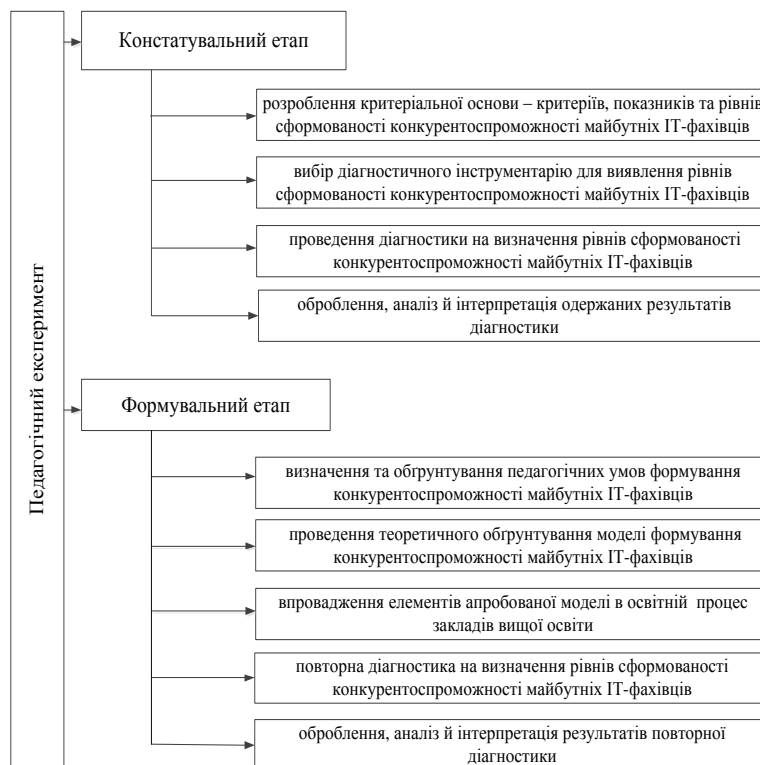 Педагогічний експеримент
Констатувальний етап
розроблення критеріальної основи – критеріїв, показників та рівнів
сформованості конкурентоспроможності майбутніх ІТ-фахівців
вибір діагностичного інструментарію для виявлення рівнів
сформованості конкурентоспроможності майбутніх ІТ-фахівців
проведення діагностики на визначення рівнів сформованості
конкурентоспроможності майбутніх ІТ-фахівців
оброблення, аналіз й інтерпретація одержаних результатів
діагностики
Формувальний етап
визначення та обґрунтування педагогічних умов формування
конкурентоспроможності майбутніх ІТ-фахівців
проведення теоретичного обґрунтування моделі формування
конкурентоспроможності майбутніх ІТ-фахівців
впровадження елементів апробованої моделі в освітній процес
закладів вищої освіти
повторна діагностика на визначення рівнів сформованості
конкурентоспроможності майбутніх ІТ-фахівців
оброблення, аналіз й інтерпретація результатів повторної
діагностики